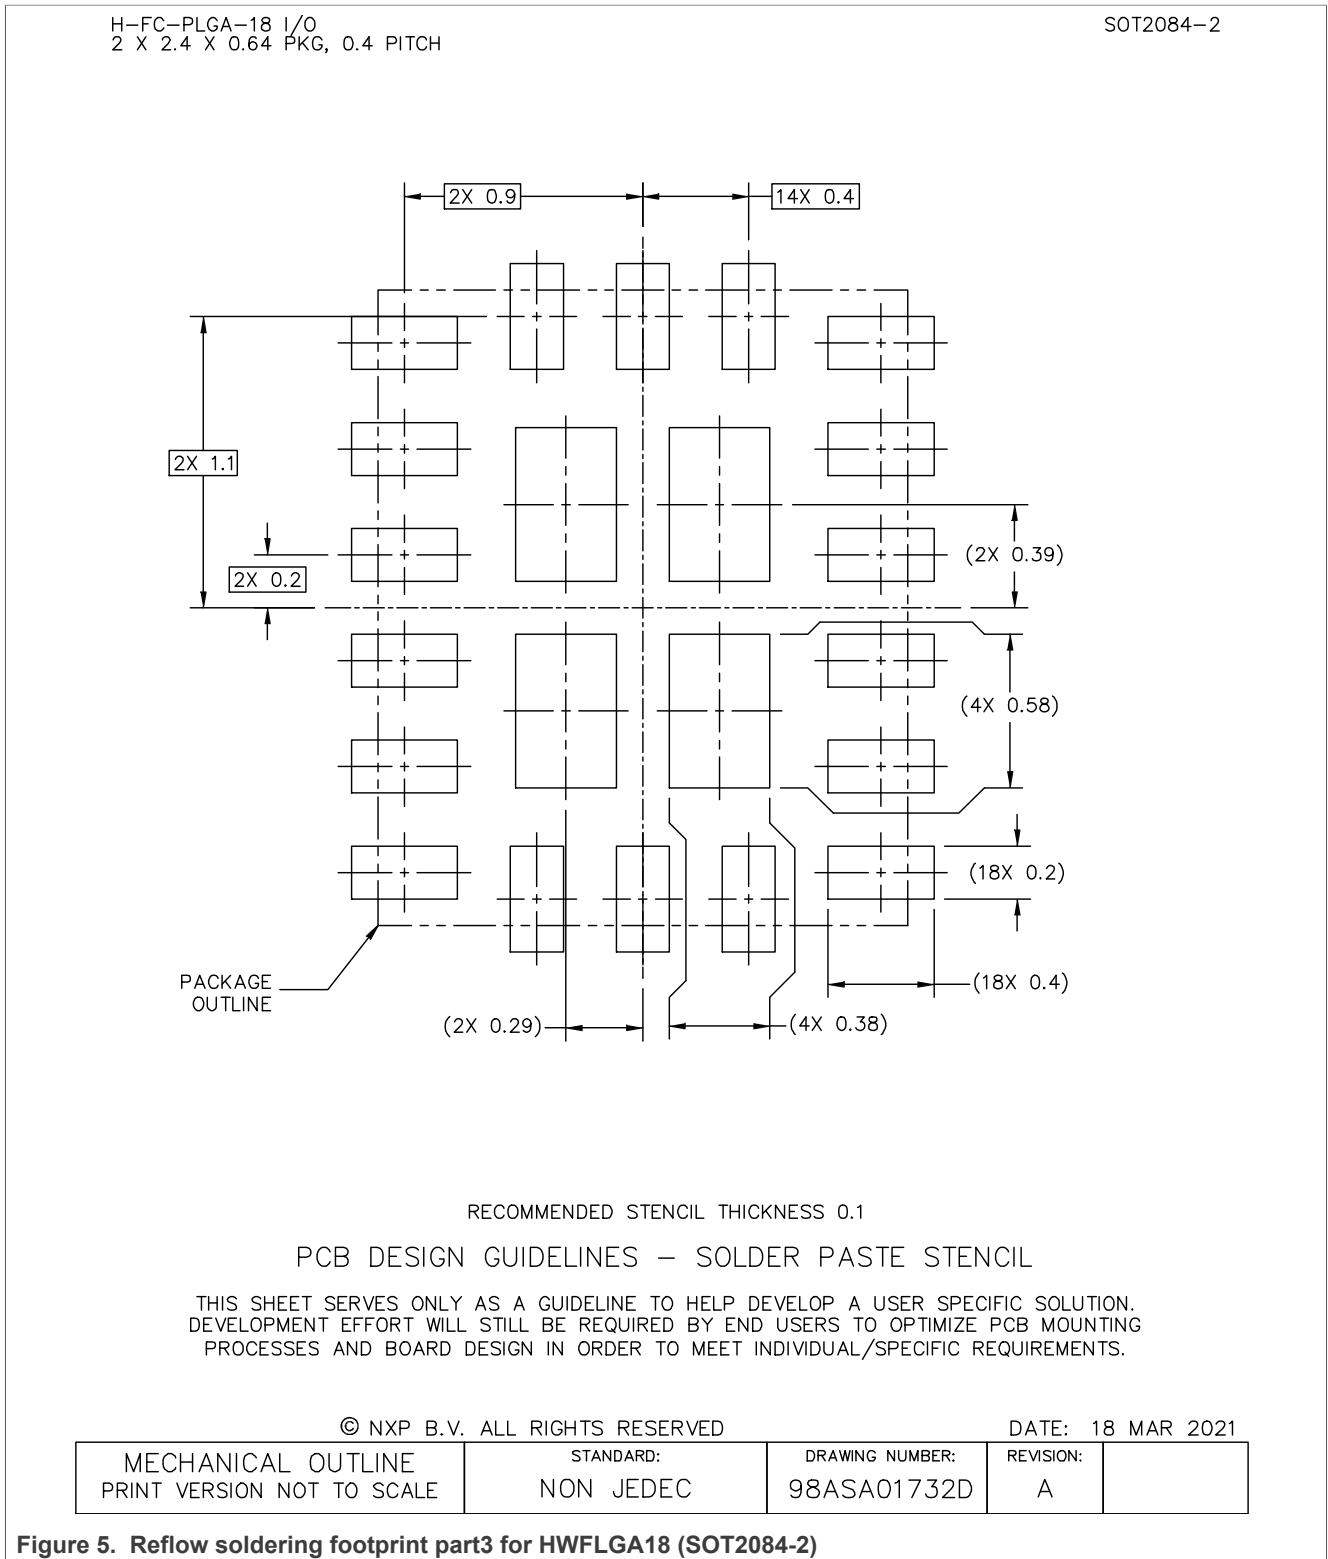 H-FC-PLGA-18 I/O
2 X 2.4 X 0.64 PKG, 0.4 PITCH
SOT2084-2
2X 0.9
14X 0.4
2X 1.1
2X 0.2
(2X 0.39)
(4X 0.58)
(18X 0.2)
(18X 0.4)
PACKAGE
OUTLINE
(2X 0.29)
(4X 0.38)
RECOMMENDED STENCIL THICKNESS 0.1
PCB DESIGN GUIDELINES - SOLDER PASTE STENCIL
THIS SHEET SERVES ONLY AS A GUIDELINE TO HELP DEVELOP A USER SPECIFIC SOLUTION.
DEVELOPMENT EFFORT WILL STILL BE REQUIRED BY END USERS TO OPTIMIZE PCB MOUNTING
PROCESSES AND BOARD DESIGN IN ORDER TO MEET INDIVIDUAL/SPECIFIC REQUIREMENTS.
© NXP B.V. ALL RIGHTS RESERVED
DATE: 18 MAR 2021
MECHANICAL OUTLINE
PRINT VERSION NOT TO SCALE
STANDARD:
NON JEDEC
DRAWING NUMBER:
98ASA01732D
REVISION:
A
Figure 5. Reflow soldering footprint part3 for HWFLGA18 (SOT2084-2)